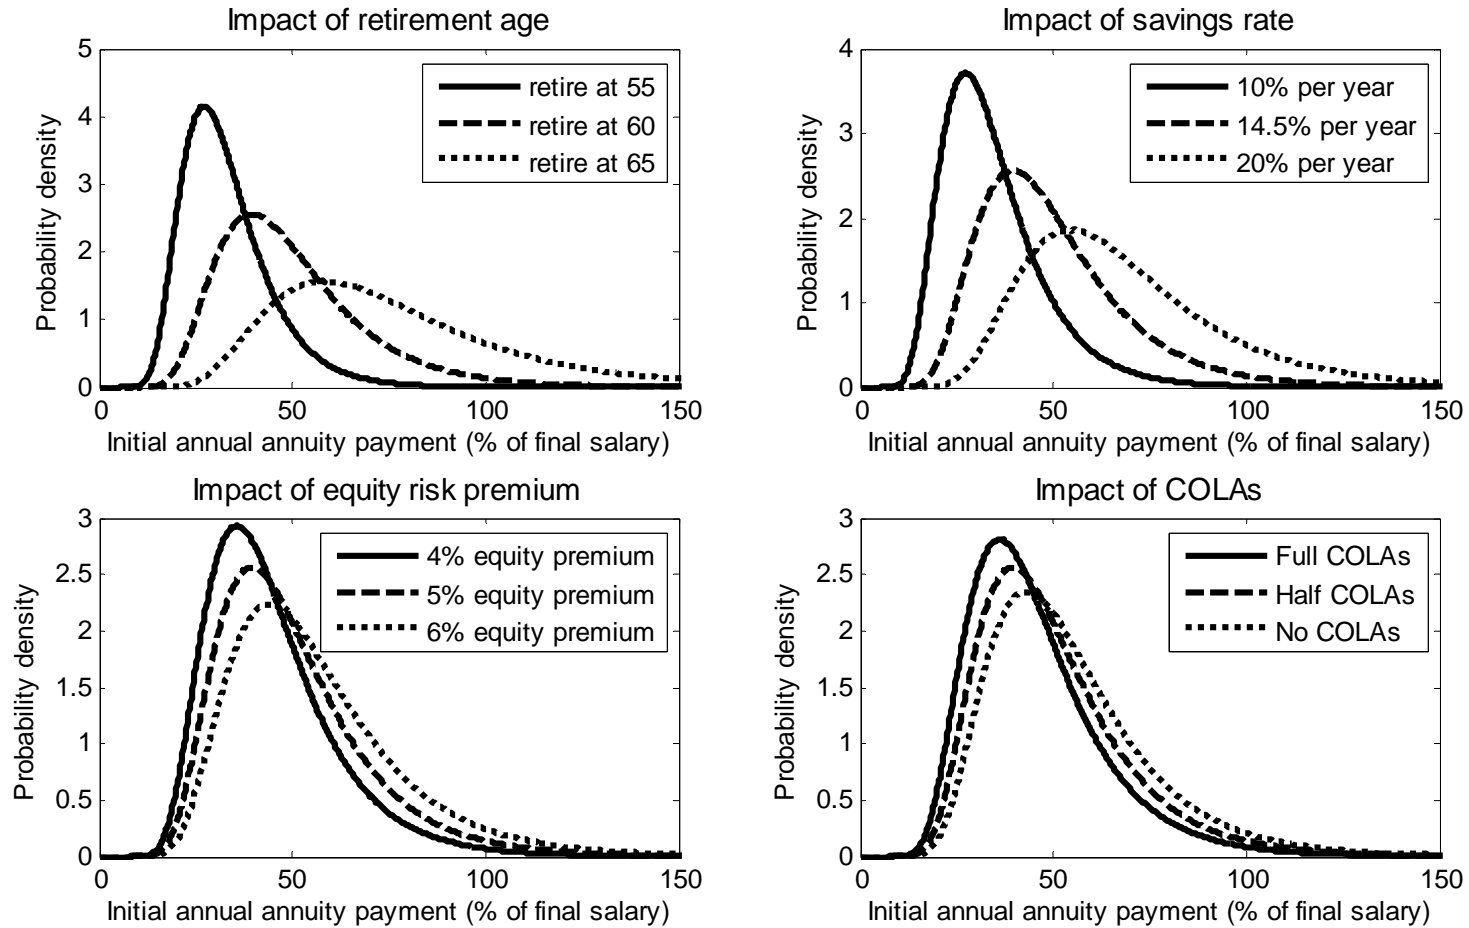 Impact of retirement age
5
4
3
2
1
0
Probability density
retire at 55
retire at 60
retire at 65
0 50 100 150
Initial annual annuity payment (% of final salary)
Impact of savings rate
4
3
2
1
0
Probability density
10% per year
14.5% per year
20% per year
0 50 100 150
Initial annual annuity payment (% of final salary)
Impact of equity risk premium
3
2.5
2
1.5
1
0.5
0
Probability density
4% equity premium
5% equity premium
6% equity premium
0 50 100 150
Initial annual annuity payment (% of final salary)
Impact of COLAs
3
2.5
2
1.5
1
0.5
0
Probability density
Full COLAs
Half COLAs
No COLAs
0 50 100 150
Initial annual annuity payment (% of final salary)